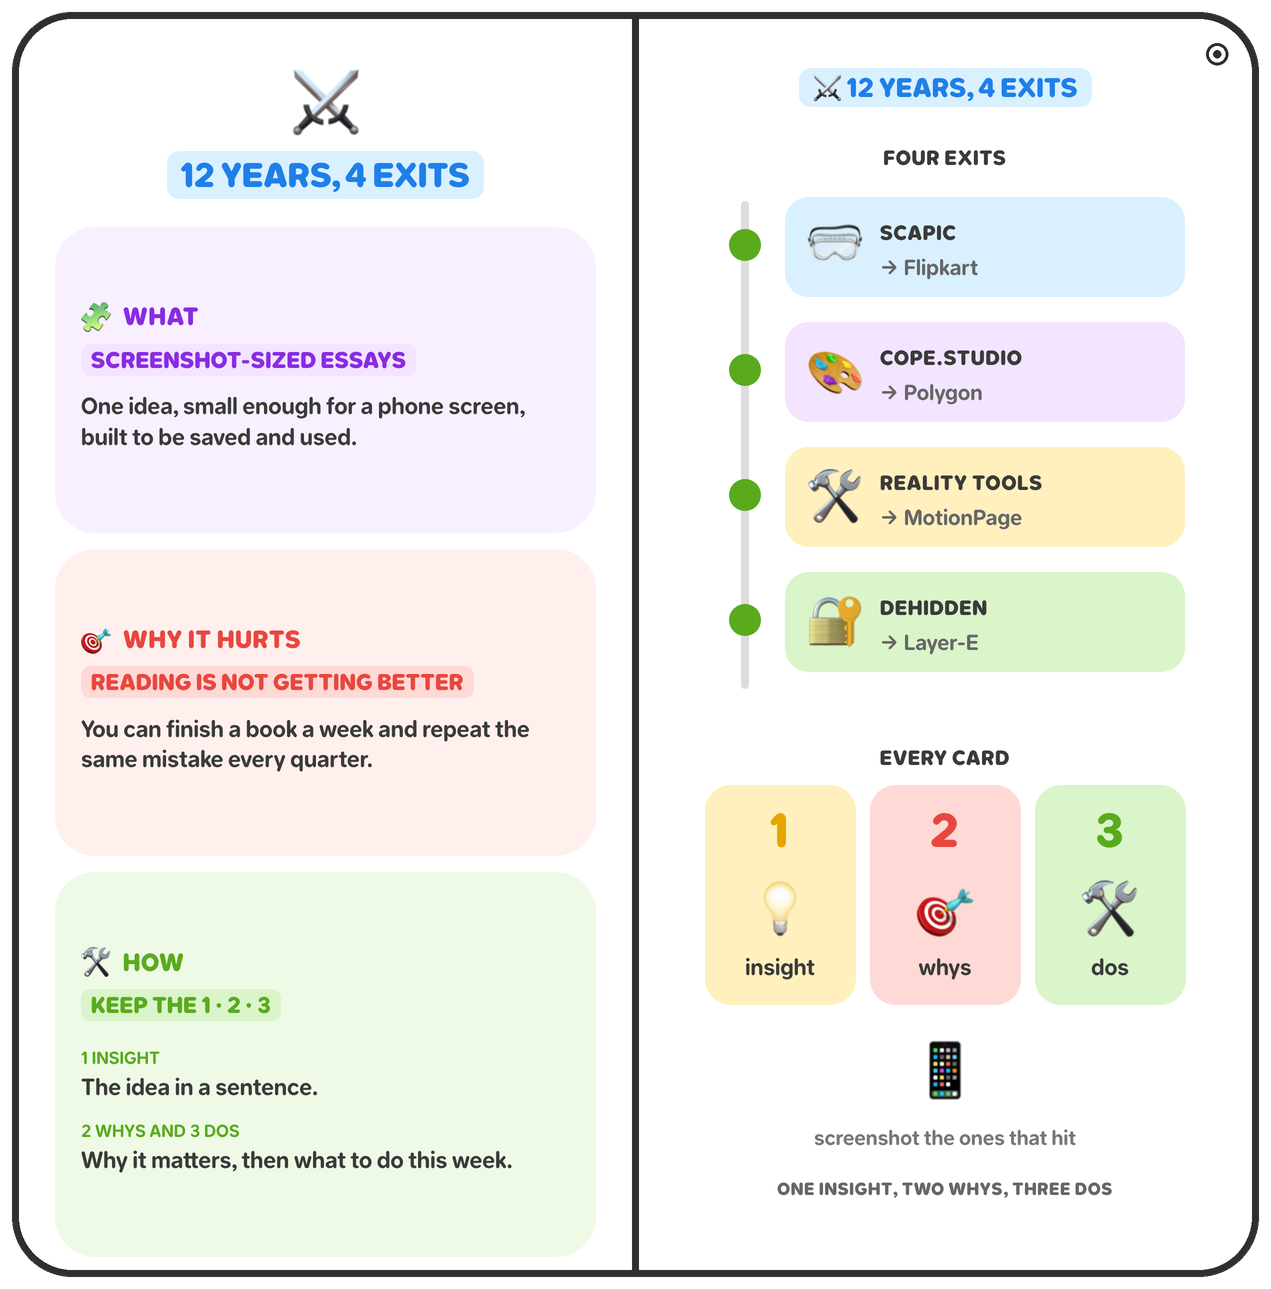 12 YEARS, 4 EXITS
WHAT
SCREENSHOT-SIZED ESSAYS
One idea, small enough for a phone screen,
built to be saved and used.
WHY IT HURTS
READING IS NOT GETTING BETTER
You can finish a book a week and repeat the
same mistake every quarter.
HOW
KEEP THE 1 · 2 · 3
1 INSIGHT
The idea in a sentence.
2 WHYS AND 3 DOS
Why it matters, then what to do this week.
12 YEARS, 4 EXITS
FOUR EXITS
SCAPIC
→ Flipkart
COPE.STUDIO
→ Polygon
REALITY TOOLS
→ MotionPage
DEHIDDEN
→ Layer-E
EVERY CARD
1
insight
2
whys
3
dos
screenshot the ones that hit
ONE INSIGHT, TWO WHYS, THREE DOS